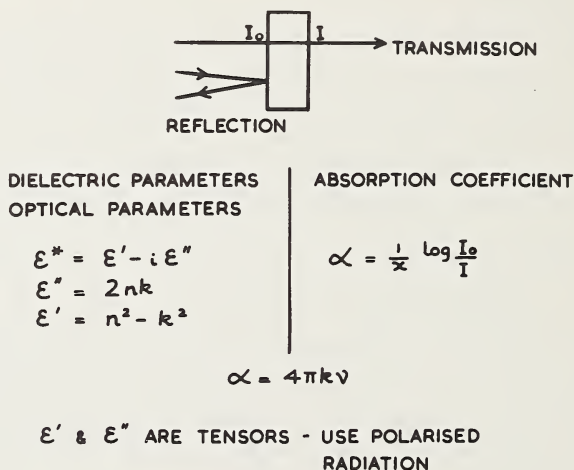 I₀ I
TRANSMISSION
REFLECTION
DIELECTRIC PARAMETERS
OPTICAL PARAMETERS
ε* = ε′ - i ε″
ε″ = 2nk
ε′ = n² - k²
ABSORPTION COEFFICIENT
α = 1/x log I₀/I
α = 4πkν
ε′ & ε″ ARE TENSORS - USE POLARISED
RADIATION